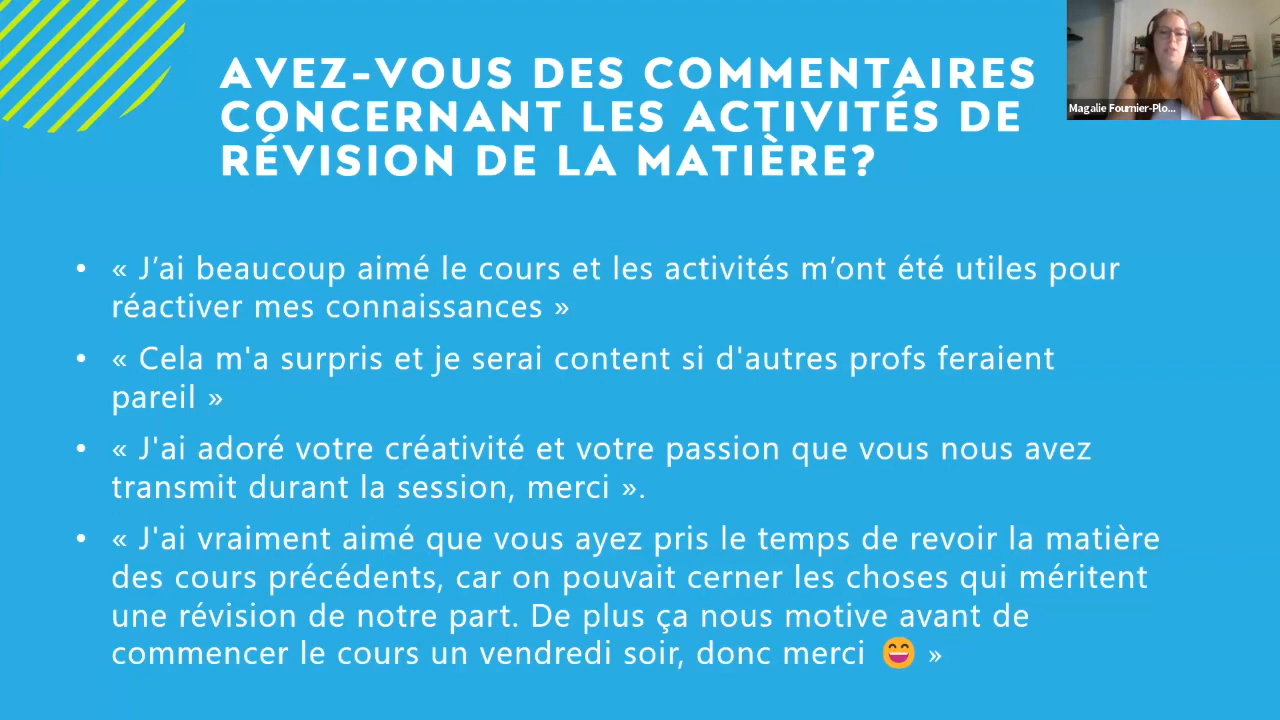 AVEZ-VOUS DES COMMENTAIRES
CONCERNANT LES ACTIVITÉS DE
RÉVISION DE LA MATIÈRE?
Magalie Fournier-Plo...
• « J’ai beaucoup aimé le cours et les activités m’ont été utiles pour
réactiver mes connaissances »
• « Cela m'a surpris et je serai content si d'autres profs feraient
pareil »
• « J'ai adoré votre créativité et votre passion que vous nous avez
transmit durant la session, merci ».
• « J'ai vraiment aimé que vous ayez pris le temps de revoir la matière
des cours précédents, car on pouvait cerner les choses qui méritent
une révision de notre part. De plus ça nous motive avant de
commencer le cours un vendredi soir, donc merci 😄 »